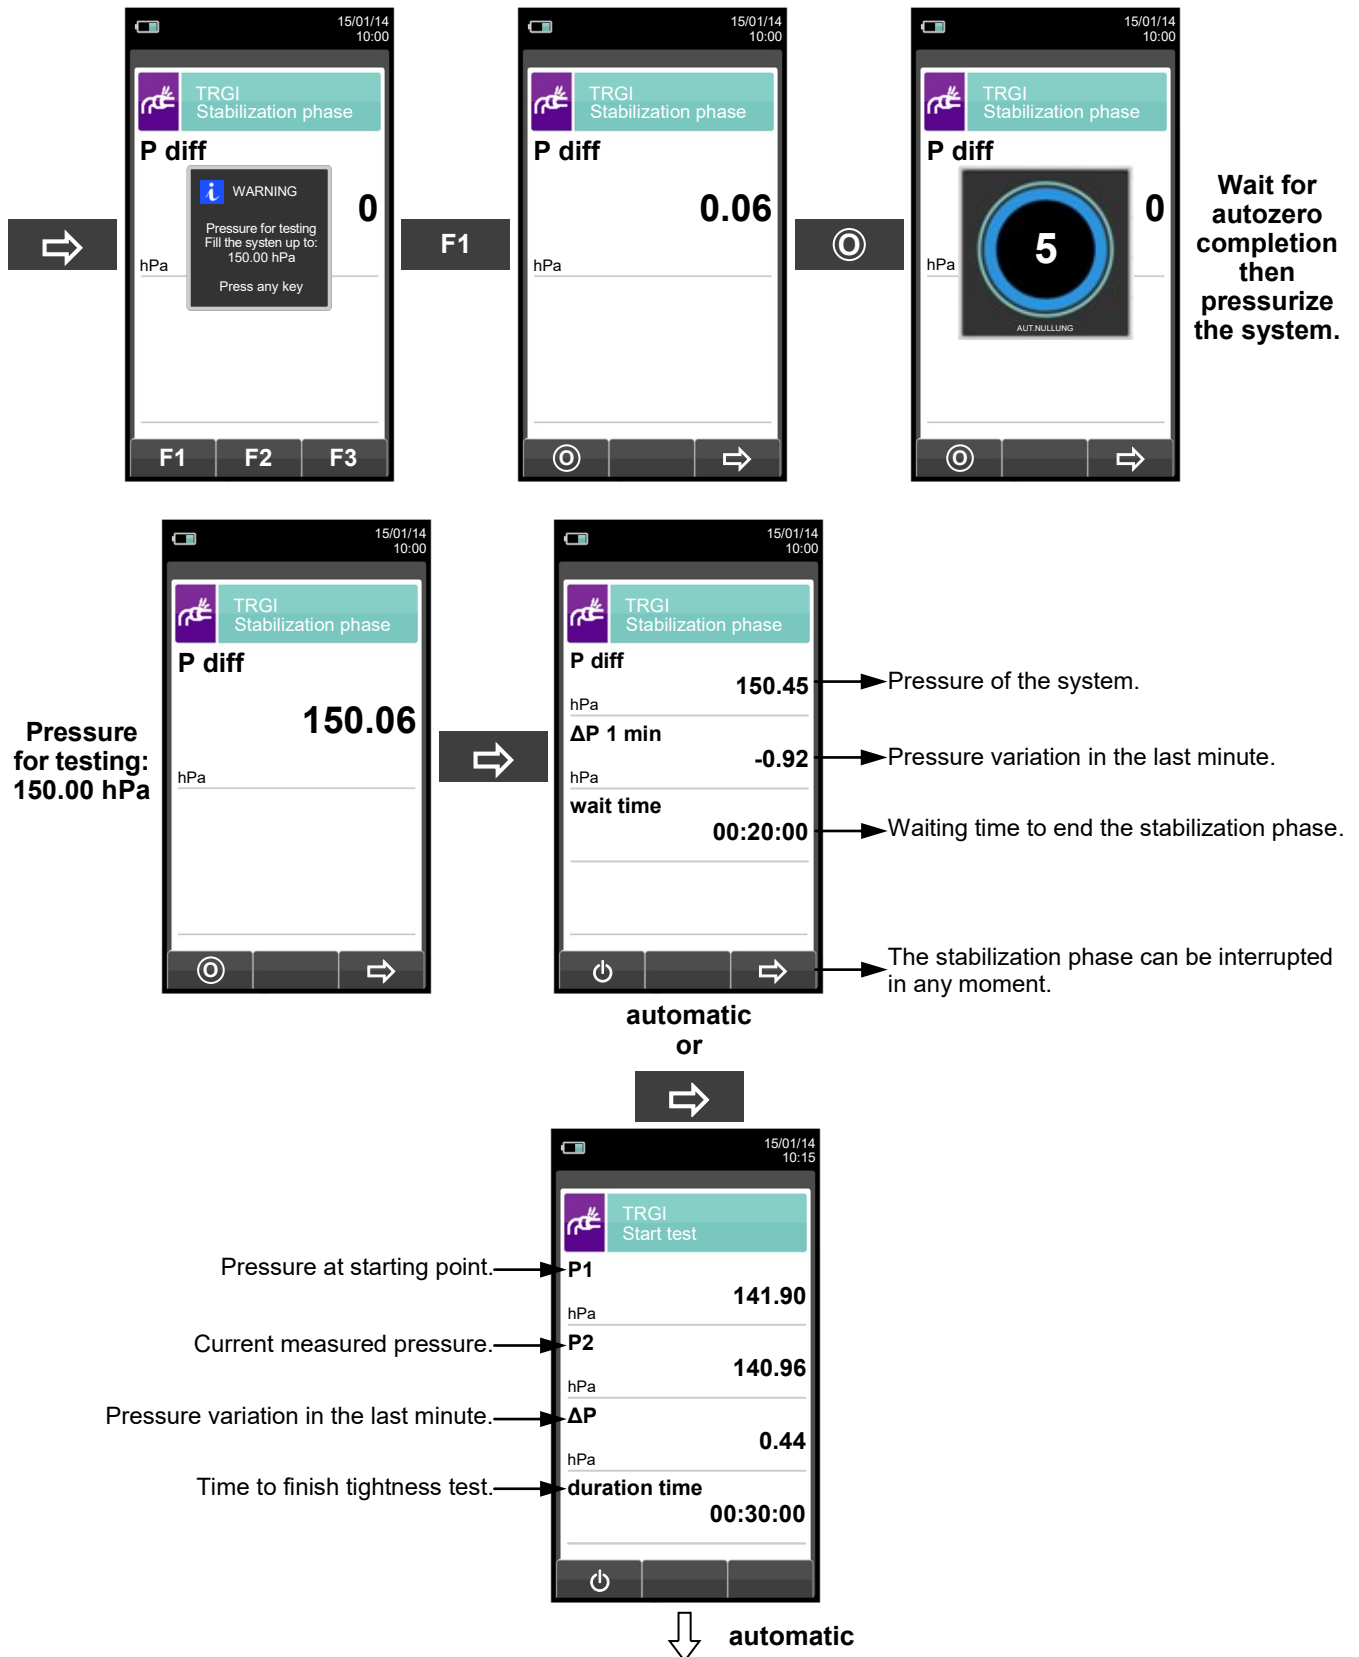 15/01/14
10:00
TRGI
Stabilization phase
P diff
0
hPa
i WARNING
Pressure for testing
Fill the systen up to:
150.00 hPa
Press any key
F1 F2 F3
F1
15/01/14
10:00
TRGI
Stabilization phase
P diff
0.06
hPa
15/01/14
10:00
TRGI
Stabilization phase
P diff
0
hPa
5
AUT.NULLUNG
Wait for
autozero
completion
then
pressurize
the system.
Pressure
for testing:
150.00 hPa
15/01/14
10:00
TRGI
Stabilization phase
P diff
150.06
hPa
15/01/14
10:00
TRGI
Stabilization phase
P diff
150.45
hPa
ΔP 1 min
-0.92
hPa
wait time
00:20:00
Pressure of the system.
Pressure variation in the last minute.
Waiting time to end the stabilization phase.
The stabilization phase can be interrupted
in any moment.
automatic
or
15/01/14
10:15
TRGI
Start test
Pressure at starting point.
P1
141.90
hPa
Current measured pressure.
P2
140.96
hPa
Pressure variation in the last minute.
ΔP
0.44
hPa
Time to finish tightness test.
duration time
00:30:00
automatic